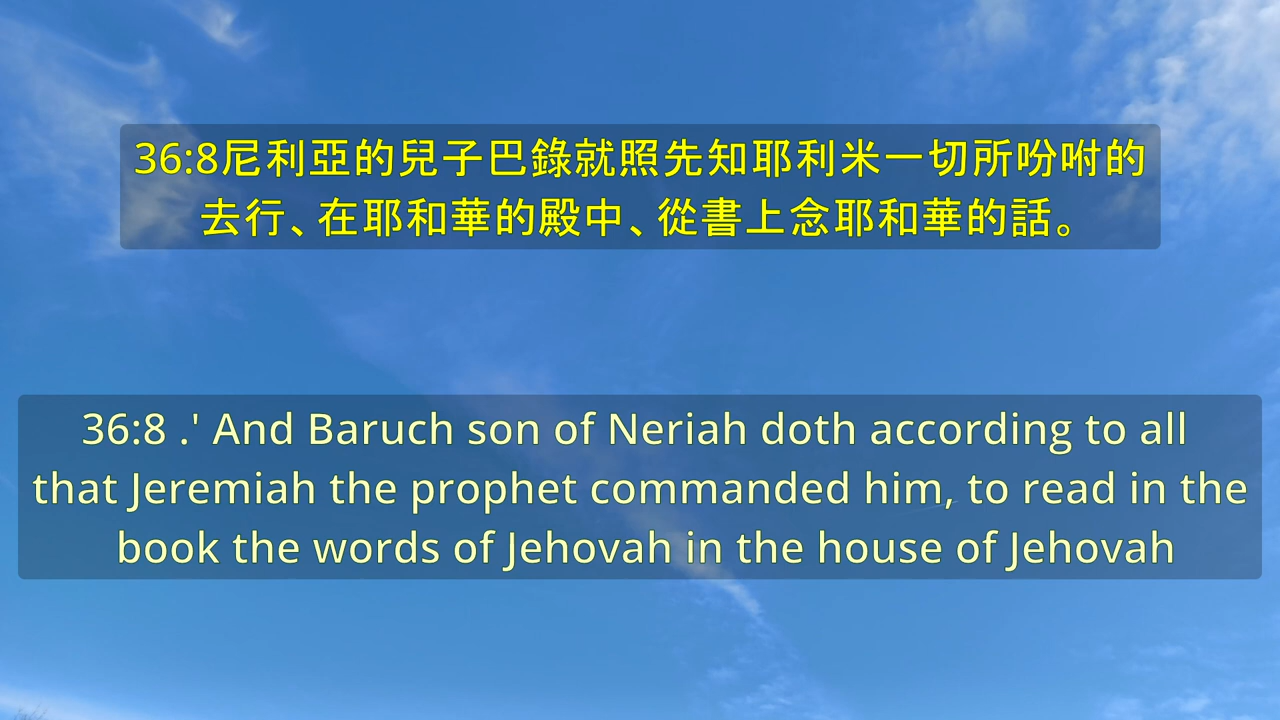 36:8尼利亞的兒子巴錄就照先知耶利米一切所吩咐的
去行、在耶和華的殿中、從書上念耶和華的話。
36:8 .' And Baruch son of Neriah doth according to all
that Jeremiah the prophet commanded him, to read in the
book the words of Jehovah in the house of Jehovah